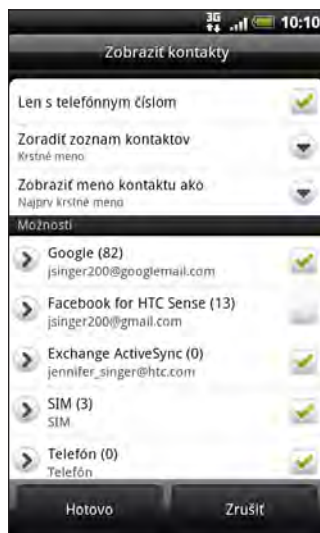 3G 10:10
Zobraziť kontakty
Len s telefónnym číslom
Zoradiť zoznam kontaktov
Krstné meno
Zobraziť meno kontaktu ako
Najprv krstné meno
Možnosti
Google (82)
jsinger200@googlemail.com
Facebook for HTC Sense (13)
jsinger200@gmail.com
Exchange ActiveSync (0)
jennifer_singer@htc.com
SIM (3)
SIM
Telefón (0)
Telefón
Hotovo Zrušiť